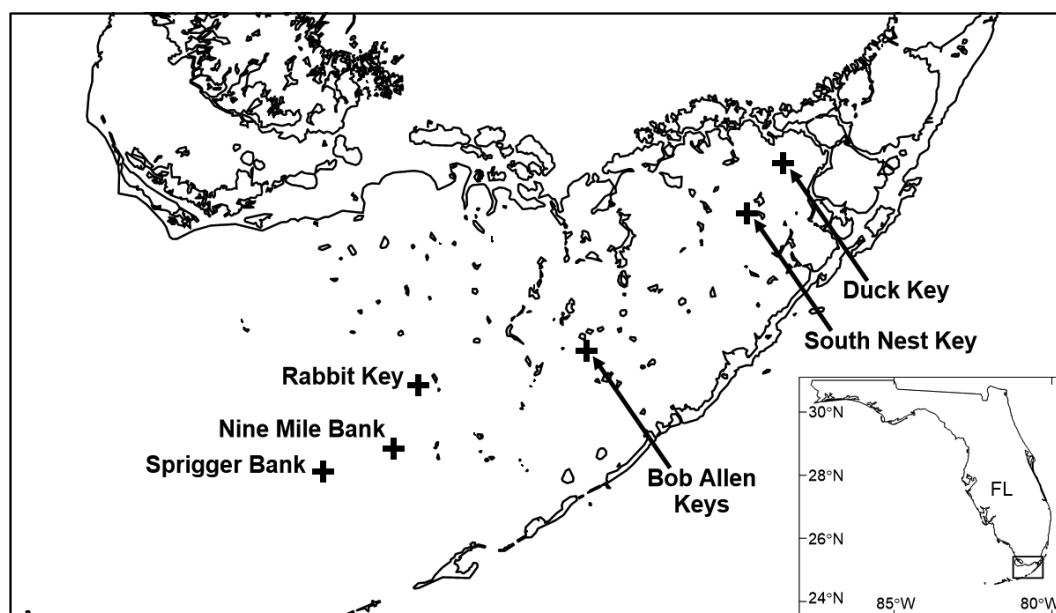 Duck Key
South Nest Key
Rabbit Key
Nine Mile Bank
Sprigger Bank
Bob Allen
Keys
30°N
28°N
26°N
24°N
FL
85°W
80°W